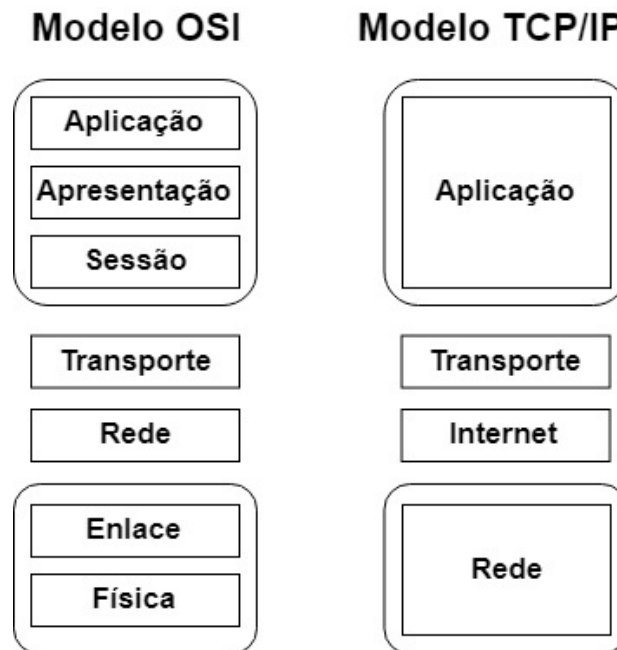 Modelo OSI
Aplicação
Apresentação
Sessão
Transporte
Rede
Enlace
Física
Modelo TCP/IP
Aplicação
Transporte
Internet
Rede